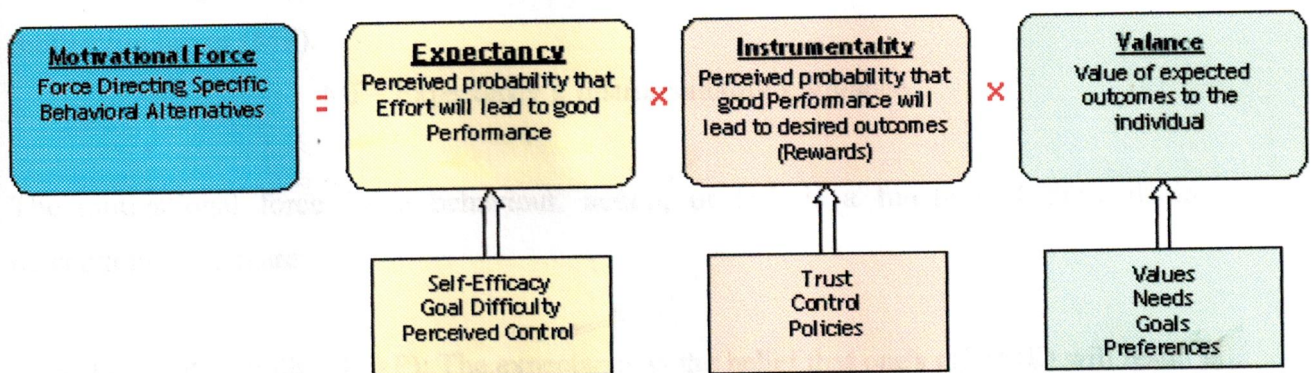 Motivational Force
Force Directing Specific
Behavioral Alternatives
=
Expectancy
Perceived probability that
Effort will lead to good
Performance
×
Instrumentality
Perceived probability that
good Performance will
lead to desired outcomes
(Rewards)
×
Valance
Value of expected
outcomes to the
individual
Self-Efficacy
Goal Difficulty
Perceived Control
Trust
Control
Policies
Values
Needs
Goals
Preferences